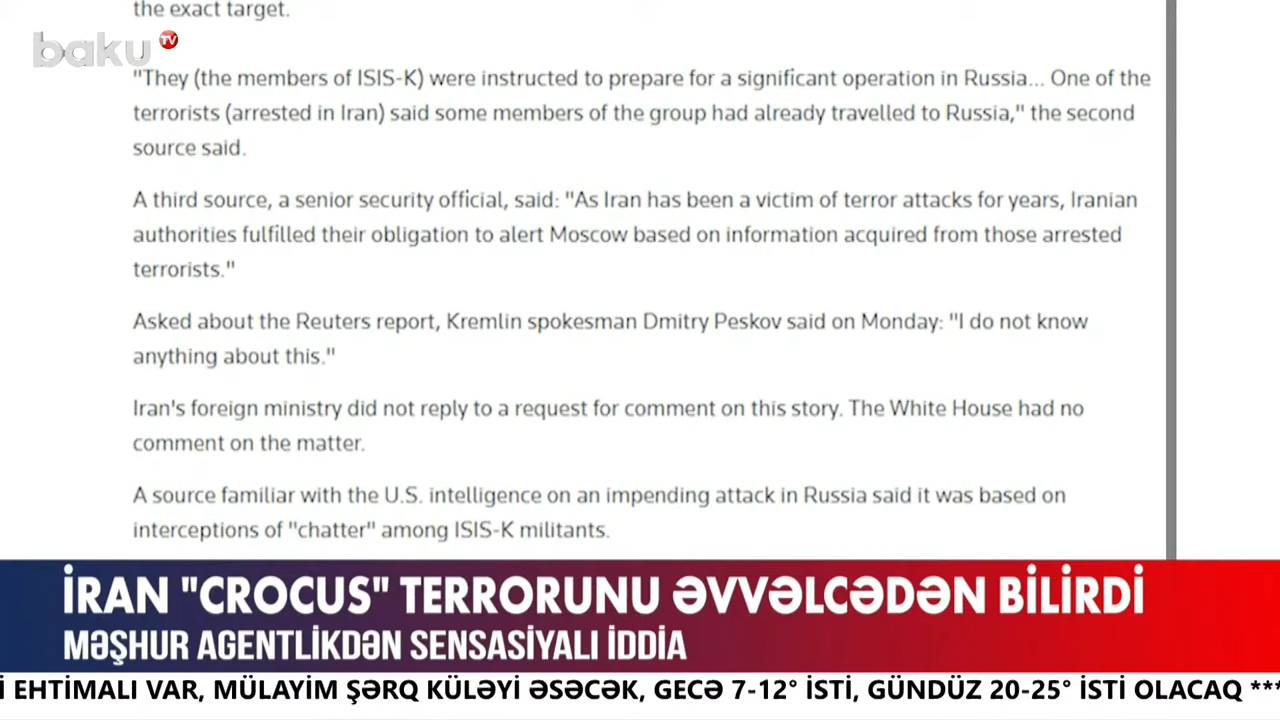 the exact target.
baku TV
"They (the members of ISIS-K) were instructed to prepare for a significant operation in Russia... One of the
terrorists (arrested in Iran) said some members of the group had already travelled to Russia," the second
source said.
A third source, a senior security official, said: "As Iran has been a victim of terror attacks for years, Iranian
authorities fulfilled their obligation to alert Moscow based on information acquired from those arrested
terrorists."
Asked about the Reuters report, Kremlin spokesman Dmitry Peskov said on Monday: "I do not know
anything about this."
Iran's foreign ministry did not reply to a request for comment on this story. The White House had no
comment on the matter.
A source familiar with the U.S. intelligence on an impending attack in Russia said it was based on
interceptions of "chatter" among ISIS-K militants.
İRAN "CROCUS" TERRORUNU ƏVVƏLCƏDƏN BİLİRDİ
MƏŞHUR AGENTLİKDƏN SENSASİYALI İDDİA
İ EHTİMALI VAR, MÜLAYİM ŞƏRQ KÜLƏYİ ƏSƏCƏK, GECƏ 7-12° İSTİ, GÜNDÜZ 20-25° İSTİ OLACAQ ***